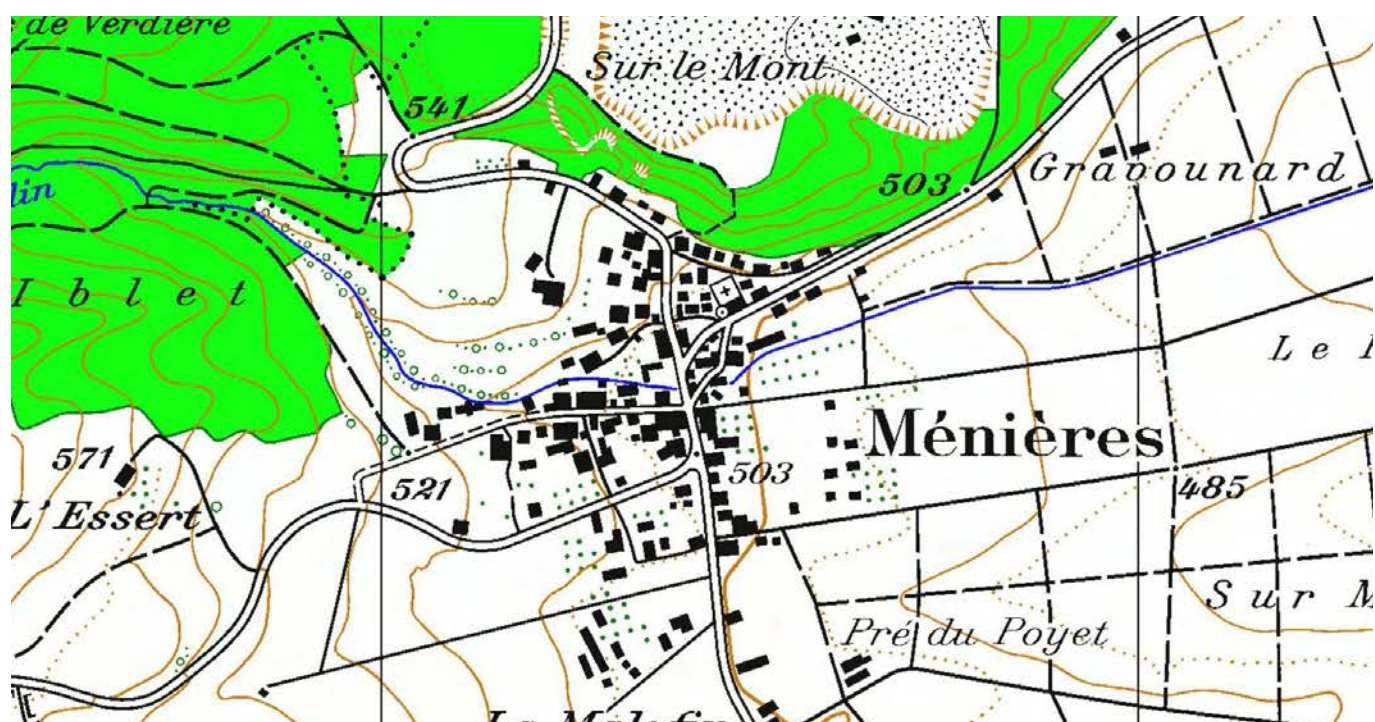 de Verdière
Sur le Mont
541
503
Gravounard
lin
Iblet
Le
Ménières
571
503
521
485
L'Essert
Sur M
Pré du Poyet